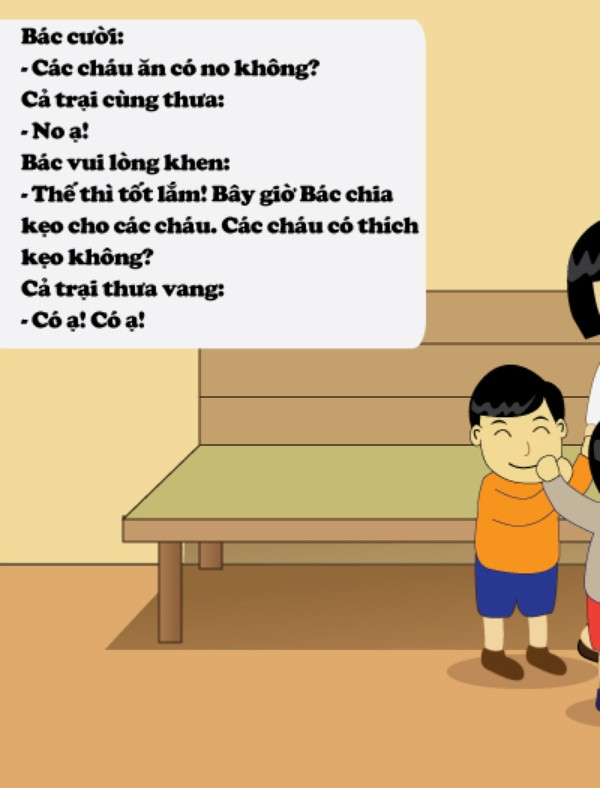 Bác cười:
- Các cháu ăn có no không?
Cả trại cùng thưa:
- No ạ!
Bác vui lòng khen:
- Thế thì tốt lắm! Bây giờ Bác chia
kẹo cho các cháu. Các cháu có thích
kẹo không?
Cả trại thưa vang:
- Có ạ! Có ạ!